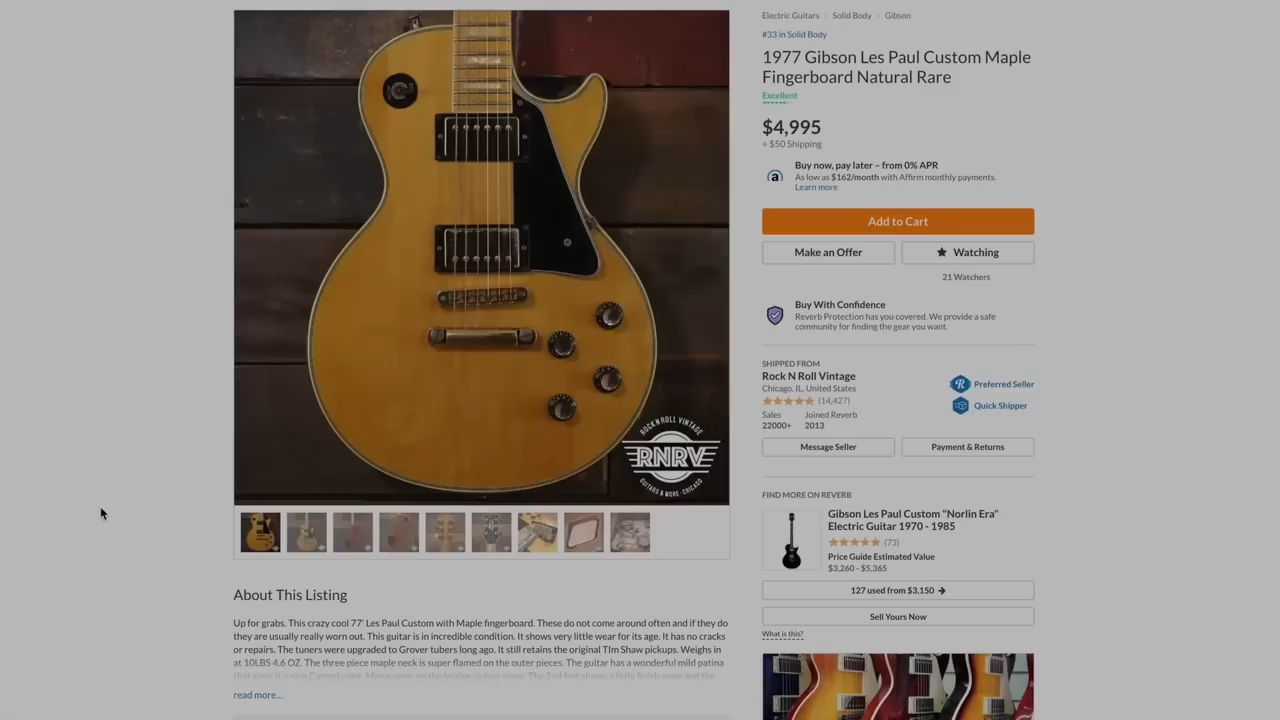 Electric Guitars
Solid Body
Gibson
#33 in Solid Body
1977 Gibson Les Paul Custom Maple
Fingerboard Natural Rare
Excellent
$4,995
+ $50 Shipping
Buy now, pay later – from 0% APR
As low as $162/month with Affirm monthly payments.
Learn more
Add to Cart
Make an Offer
Watching
21 Watchers
Buy With Confidence
Reverb Protection has you covered. We provide a safe
community for finding the gear you want.
SHIPPED FROM
Rock N Roll Vintage
Chicago, IL, United States
(14,427)
Preferred Seller
Quick Shipper
Sales
22000+
Joined Reverb
2013
Message Seller
Payment & Returns
FIND MORE ON REVERB
Gibson Les Paul Custom "Norlin Era"
Electric Guitar 1970 - 1985
(73)
Price Guide Estimated Value
$3,260 - $5,365
127 used from $3,150
Sell Yours Now
What is this?
ROCK N ROLL VINTAGE
RNRV
GUITARS & MORE · CHICAGO
About This Listing
Up for grabs. This crazy cool 77' Les Paul Custom with Maple fingerboard. These do not come around often and if they do
they are usually really worn out. This guitar is in incredible condition. It shows very little wear for its age. It has no cracks
or repairs. The tuners were upgraded to Grover tubers long ago. It still retains the original TIm Shaw pickups. Weighs in
at 10LBS 4.6 OZ. The three piece maple neck is super flamed on the outer pieces. The guitar has a wonderful mild patina
read more...